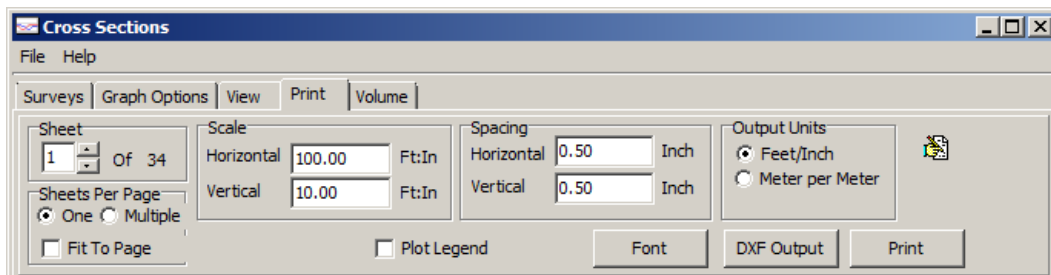 Cross Sections
File Help
Surveys Graph Options View Print Volume
Sheet
1 Of 34
Sheets Per Page
One Multiple
Fit To Page
Scale
Horizontal 100.00 Ft:In
Vertical 10.00 Ft:In
Spacing
Horizontal 0.50 Inch
Vertical 0.50 Inch
Output Units
Feet/Inch
Meter per Meter
Plot Legend
Font
DXF Output
Print